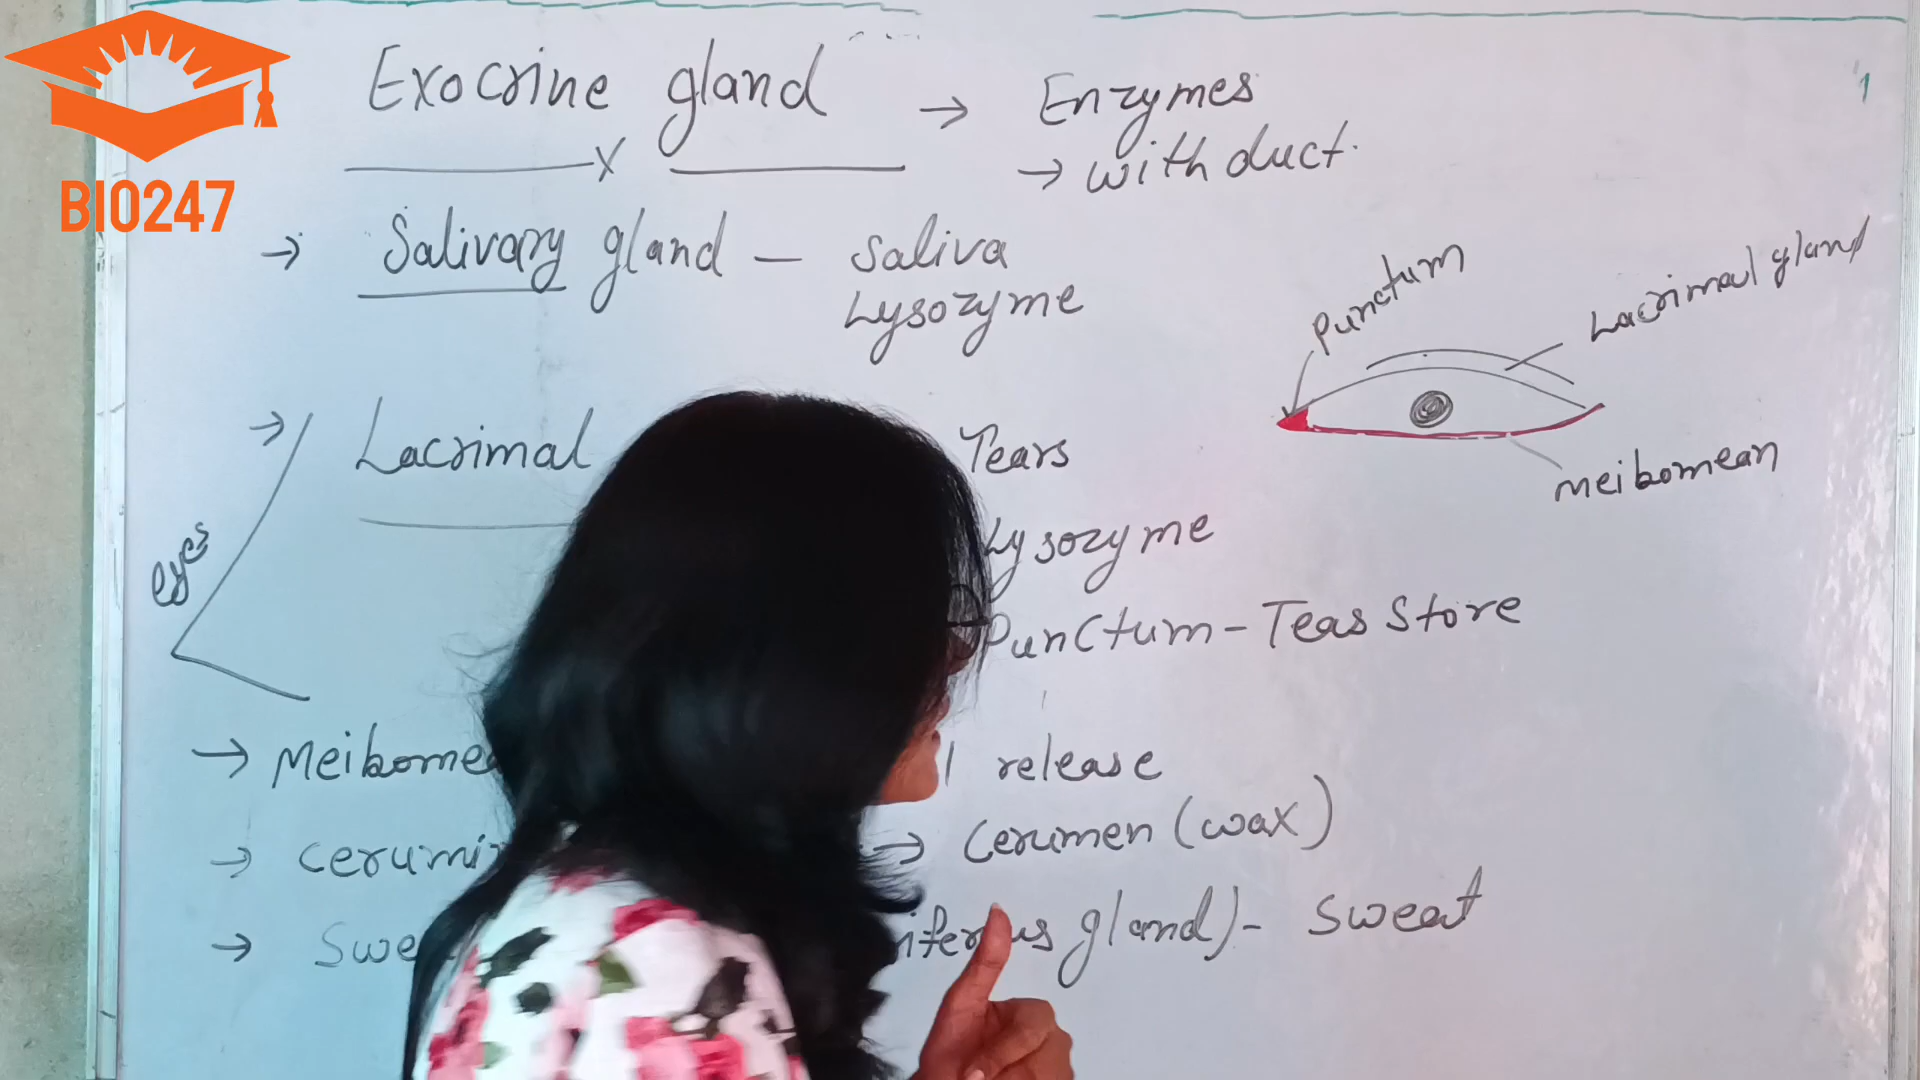 BIO247
Exocrine gland → Enzymes
→ with duct.
→ Salivary gland – Saliva
Lysozyme
Punctum
Lacrimal gland
meibomean
→ Lacrimal Tears
Lysozyme
eyes
Punctum – Teas Store
→ Meibome release
→ cerumi → Cerumen (wax)
→ Swe iferous gland) – Sweat
1